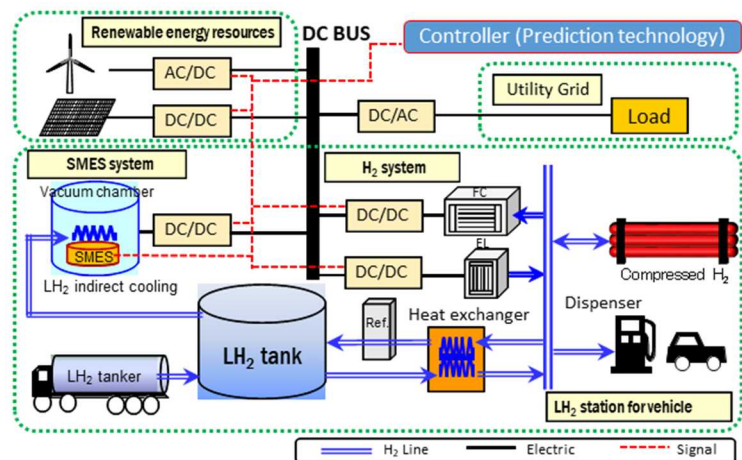 Renewable energy resources
DC BUS
Controller (Prediction technology)
AC/DC
DC/DC
Utility Grid
DC/AC
Load
SMES system
H₂ system
Vacuum chamber
FC
DC/DC
DC/DC
SMES
EL
DC/DC
Compressed H₂
LH₂ indirect cooling
Dispenser
Ref.
Heat exchanger
LH₂ tank
LH₂ tanker
LH₂ station for vehicle
H₂ Line
Electric
Signal